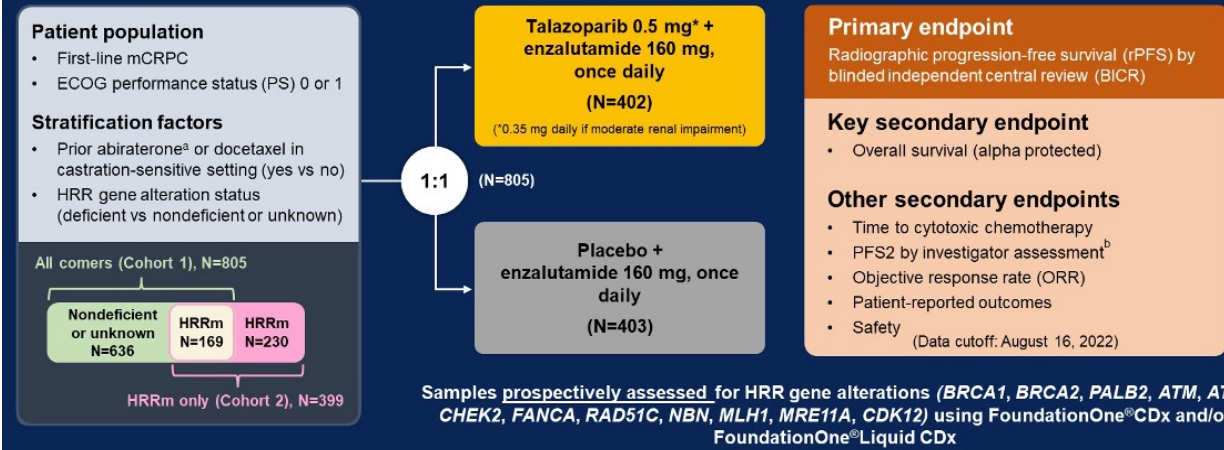 Patient population
• First-line mCRPC
• ECOG performance status (PS) 0 or 1
Stratification factors
• Prior abirateroneᵃ or docetaxel in
castration-sensitive setting (yes vs no)
• HRR gene alteration status
(deficient vs nondeficient or unknown)
All comers (Cohort 1), N=805
Nondeficient
or unknown
N=636
HRRm
N=169
HRRm
N=230
HRRm only (Cohort 2), N=399
1:1
(N=805)
Talazoparib 0.5 mg* +
enzalutamide 160 mg,
once daily
(N=402)
(*0.35 mg daily if moderate renal impairment)
Placebo +
enzalutamide 160 mg, once
daily
(N=403)
Primary endpoint
Radiographic progression-free survival (rPFS) by
blinded independent central review (BICR)
Key secondary endpoint
• Overall survival (alpha protected)
Other secondary endpoints
• Time to cytotoxic chemotherapy
• PFS2 by investigator assessmentᵇ
• Objective response rate (ORR)
• Patient-reported outcomes
• Safety
(Data cutoff: August 16, 2022)
Samples prospectively assessed for HRR gene alterations (BRCA1, BRCA2, PALB2, ATM,
CHEK2, FANCA, RAD51C, NBN, MLH1, MRE11A, CDK12) using FoundationOne®CDx and/o
FoundationOne®Liquid CDx